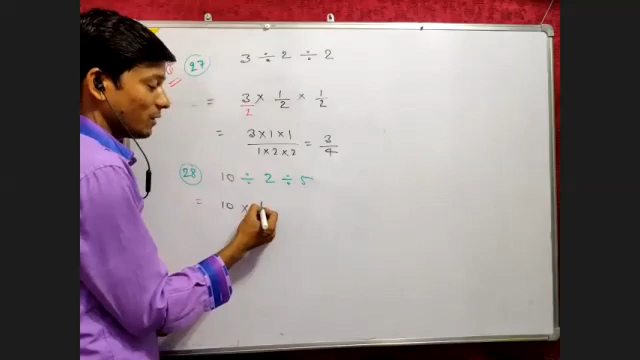 27 3 ÷ 2 ÷ 2
= 3/2 × 1/2 × 1/2
= 3×1×1/1×2×2 = 3/4
28 10 ÷ 2 ÷ 5
= 10 × 1